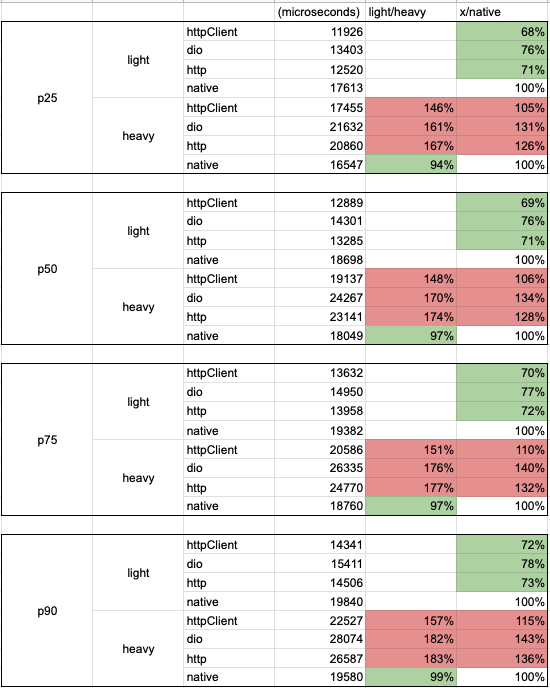 (microseconds) light/heavy x/native
p25 light httpClient 11926 68%
dio 13403 76%
http 12520 71%
native 17613 100%
heavy httpClient 17455 146% 105%
dio 21632 161% 131%
http 20860 167% 126%
native 16547 94% 100%
p50 light httpClient 12889 69%
dio 14301 76%
http 13285 71%
native 18698 100%
heavy httpClient 19137 148% 106%
dio 24267 170% 134%
http 23141 174% 128%
native 18049 97% 100%
p75 light httpClient 13632 70%
dio 14950 77%
http 13958 72%
native 19382 100%
heavy httpClient 20586 151% 110%
dio 26335 176% 140%
http 24770 177% 132%
native 18760 97% 100%
p90 light httpClient 14341 72%
dio 15411 78%
http 14506 73%
native 19840 100%
heavy httpClient 22527 157% 115%
dio 28074 182% 143%
http 26587 183% 136%
native 19580 99% 100%